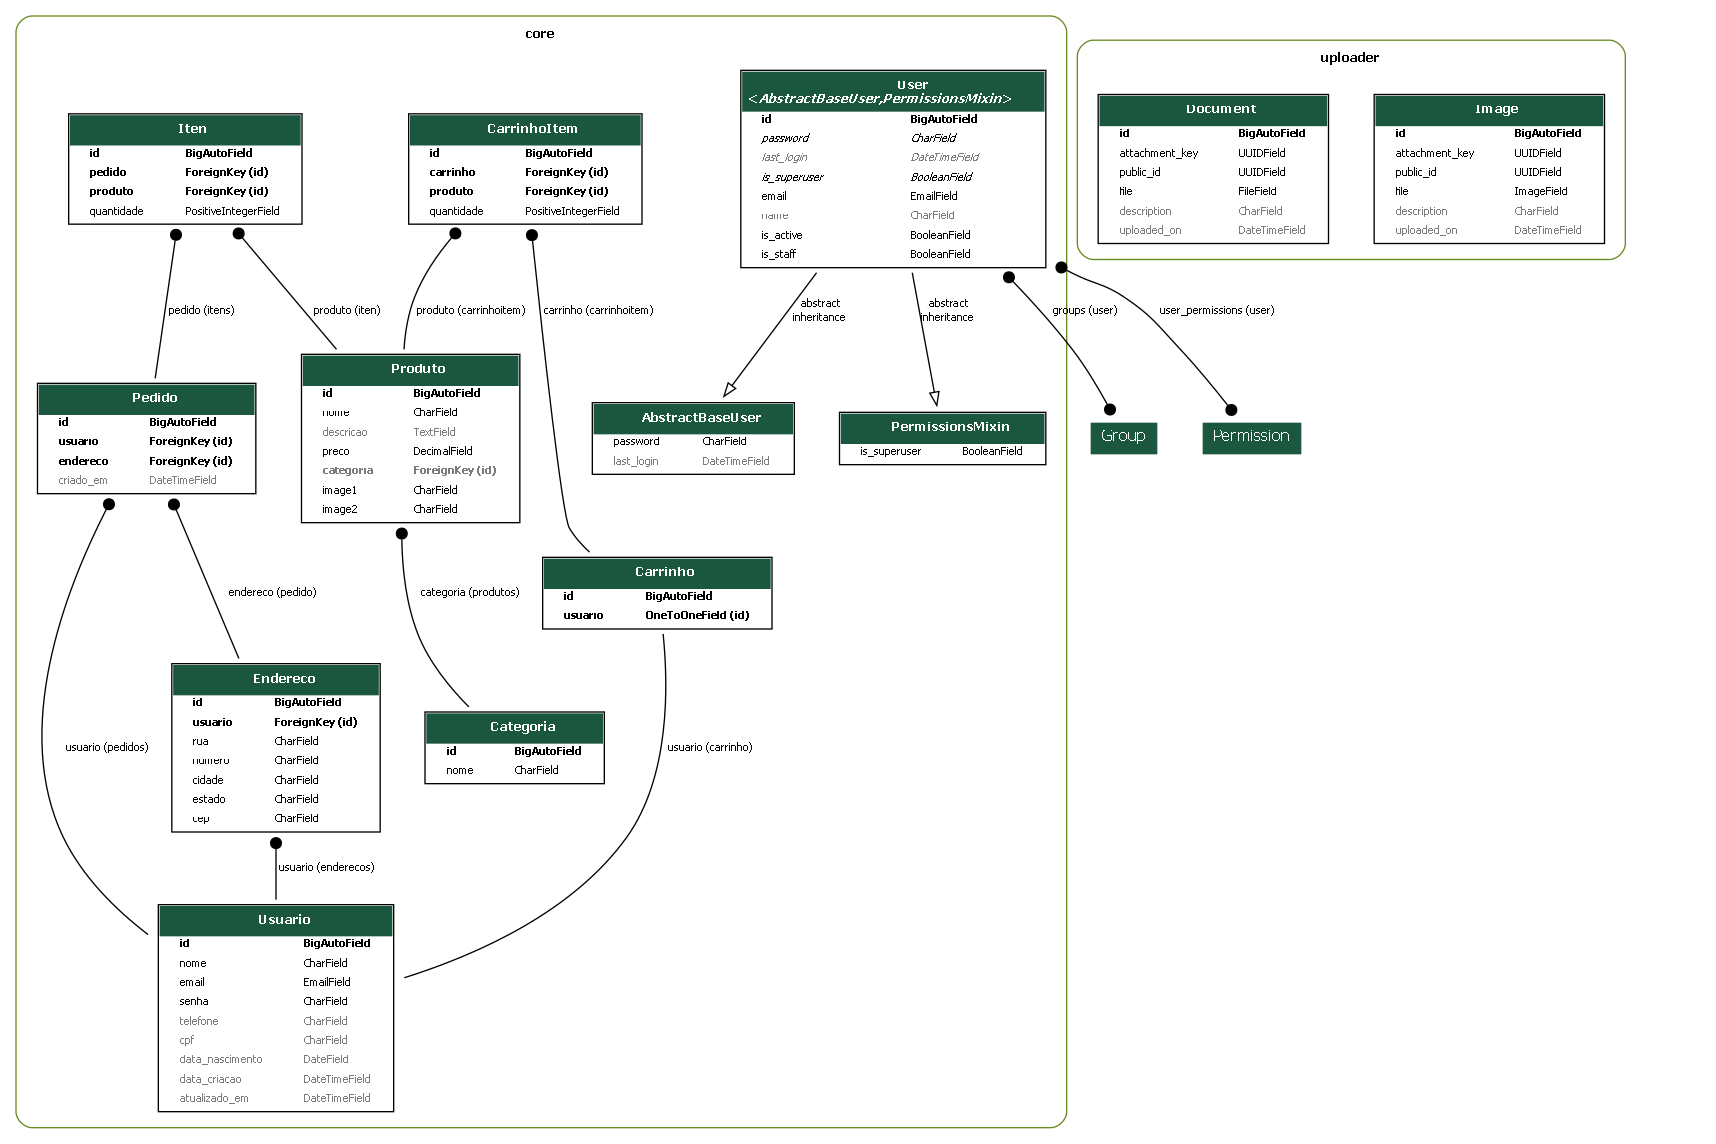 core
Iten
id BigAutoField
pedido ForeignKey (id)
produto ForeignKey (id)
quantidade PositiveIntegerField
CarrinhoItem
id BigAutoField
carrinho ForeignKey (id)
produto ForeignKey (id)
quantidade PositiveIntegerField
User
<AbstractBaseUser,PermissionsMixin>
id BigAutoField
password CharField
last_login DateTimeField
is_superuser BooleanField
email EmailField
name CharField
is_active BooleanField
is_staff BooleanField
uploader
Document
id BigAutoField
attachment_key UUIDField
public_id UUIDField
file FileField
description CharField
uploaded_on DateTimeField
Image
id BigAutoField
attachment_key UUIDField
public_id UUIDField
file ImageField
description CharField
uploaded_on DateTimeField
pedido (itens)
produto (iten)
produto (carrinhoitem)
carrinho (carrinhoitem)
abstract
inheritance
abstract
inheritance
groups (user)
user_permissions (user)
Pedido
id BigAutoField
usuario ForeignKey (id)
endereco ForeignKey (id)
criado_em DateTimeField
Produto
id BigAutoField
nome CharField
descricao TextField
preco DecimalField
categoria ForeignKey (id)
image1 CharField
image2 CharField
AbstractBaseUser
password CharField
last_login DateTimeField
PermissionsMixin
is_superuser BooleanField
Group
Permission
endereco (pedido)
categoria (produtos)
Carrinho
id BigAutoField
usuario OneToOneField (id)
Endereco
id BigAutoField
usuario ForeignKey (id)
rua CharField
numero CharField
cidade CharField
estado CharField
cep CharField
Categoria
id BigAutoField
nome CharField
usuario (pedidos)
usuario (carrinho)
usuario (enderecos)
Usuario
id BigAutoField
nome CharField
email EmailField
senha CharField
telefone CharField
cpf CharField
data_nascimento DateField
data_criacao DateTimeField
atualizado_em DateTimeField